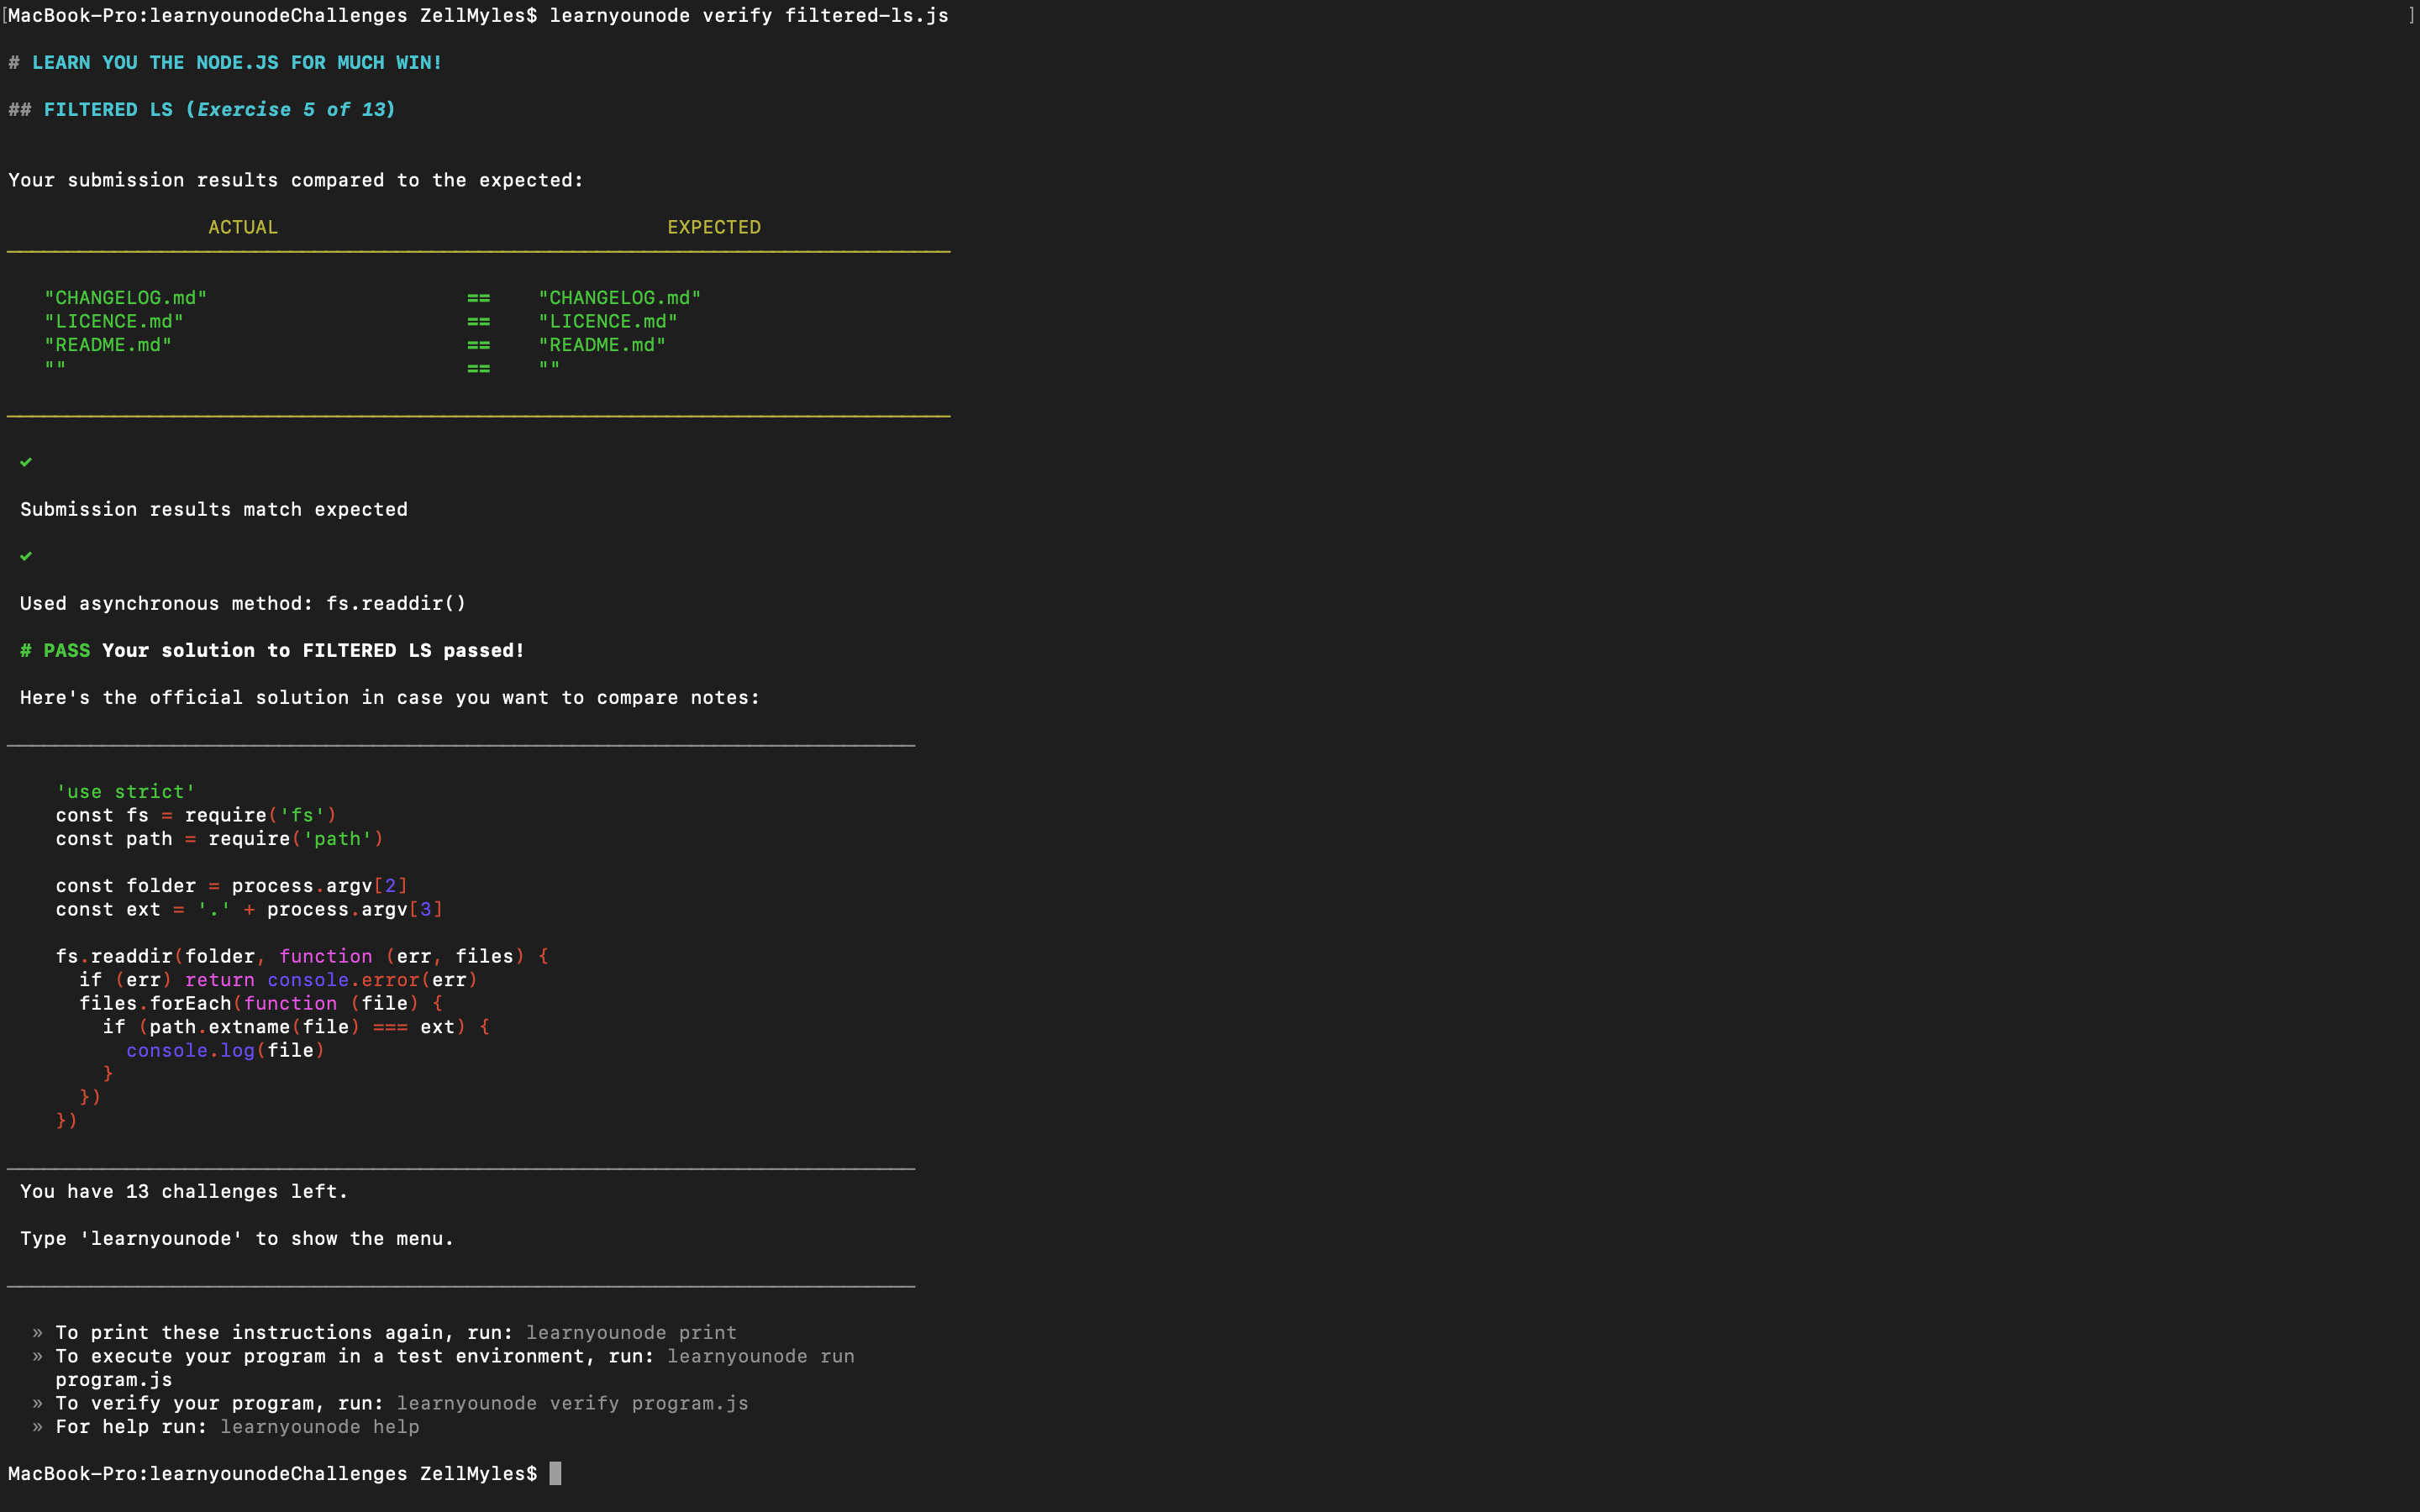 [MacBook-Pro:learnyounodeChallenges ZellMyles$ learnyounode verify filtered-ls.js ]
# LEARN YOU THE NODE.JS FOR MUCH WIN!
## FILTERED LS (Exercise 5 of 13)
Your submission results compared to the expected:
ACTUAL EXPECTED
"CHANGELOG.md" == "CHANGELOG.md"
"LICENCE.md" == "LICENCE.md"
"README.md" == "README.md"
"" == ""
✔
Submission results match expected
✔
Used asynchronous method: fs.readdir()
# PASS Your solution to FILTERED LS passed!
Here's the official solution in case you want to compare notes:
'use strict'
const fs = require('fs')
const path = require('path')
const folder = process.argv[2]
const ext = '.' + process.argv[3]
fs.readdir(folder, function (err, files) {
if (err) return console.error(err)
files.forEach(function (file) {
if (path.extname(file) === ext) {
console.log(file)
}
})
})
You have 13 challenges left.
Type 'learnyounode' to show the menu.
» To print these instructions again, run: learnyounode print
» To execute your program in a test environment, run: learnyounode run
program.js
» To verify your program, run: learnyounode verify program.js
» For help run: learnyounode help
MacBook-Pro:learnyounodeChallenges ZellMyles$